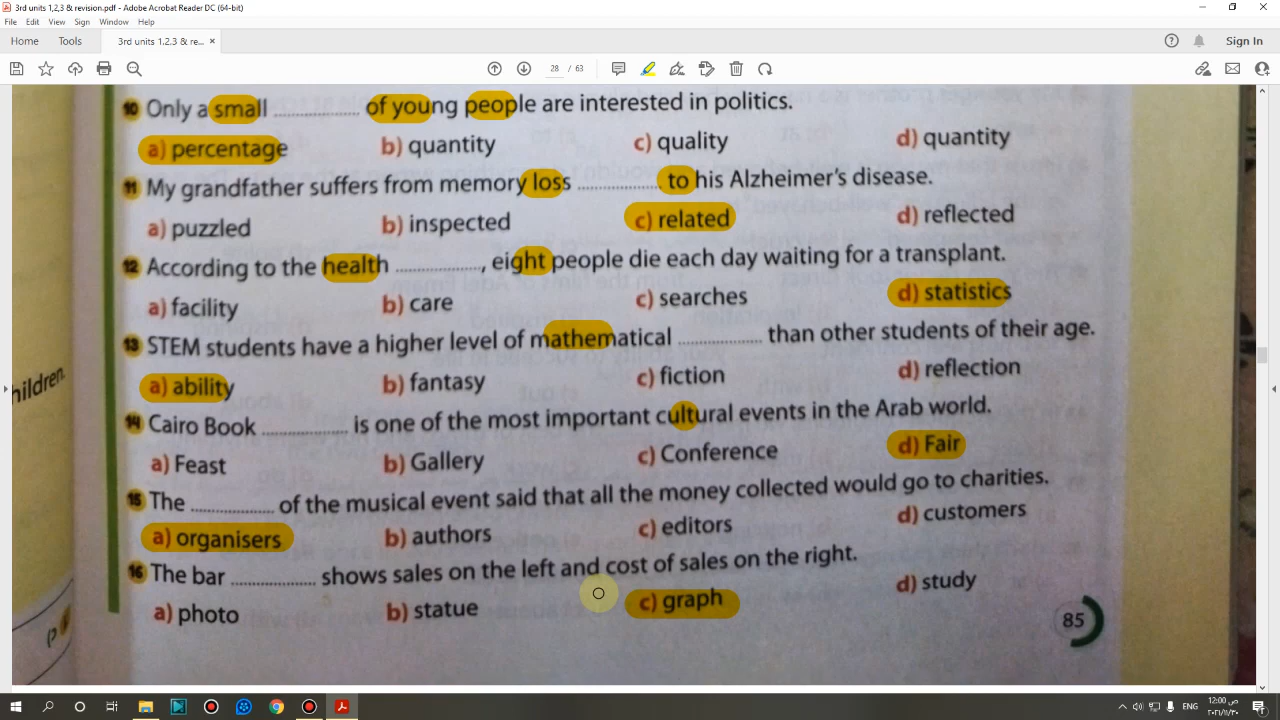 3rd units 1,2,3 & revision.pdf - Adobe Acrobat Reader DC (64-bit)
File Edit View Sign Window Help
Home Tools 3rd units 1,2,3 & re... × Sign In
28 / 63
10 Only a small .................... of young people are interested in politics.
a) percentage b) quantity c) quality d) quantity
11 My grandfather suffers from memory loss .................... to his Alzheimer's disease.
a) puzzled b) inspected c) related d) reflected
12 According to the health ...................., eight people die each day waiting for a transplant.
a) facility b) care c) searches d) statistics
13 STEM students have a higher level of mathematical .................... than other students of their age.
a) ability b) fantasy c) fiction d) reflection
14 Cairo Book .................... is one of the most important cultural events in the Arab world.
a) Feast b) Gallery c) Conference d) Fair
15 The .................... of the musical event said that all the money collected would go to charities.
a) organisers b) authors c) editors d) customers
16 The bar .................... shows sales on the left and cost of sales on the right.
a) photo b) statue c) graph d) study
85
hildren.
ENG 12:00 ص